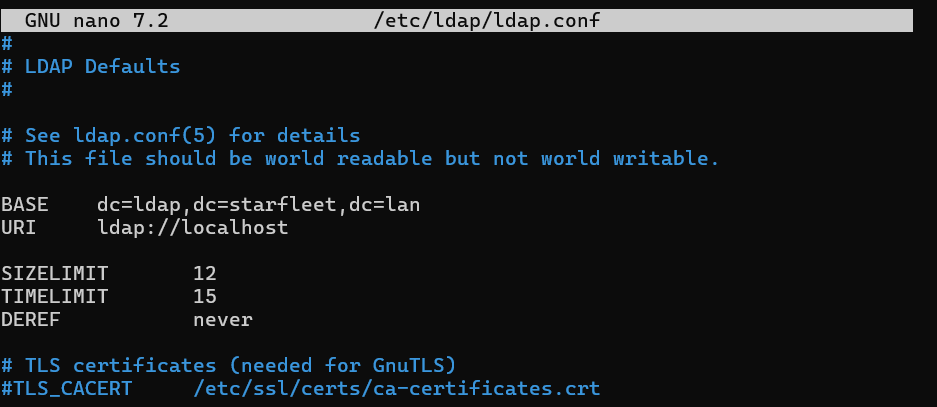 GNU nano 7.2 /etc/ldap/ldap.conf
#
# LDAP Defaults
#
# See ldap.conf(5) for details
# This file should be world readable but not world writable.
BASE dc=ldap,dc=starfleet,dc=lan
URI ldap://localhost
SIZELIMIT 12
TIMELIMIT 15
DEREF never
# TLS certificates (needed for GnuTLS)
#TLS_CACERT /etc/ssl/certs/ca-certificates.crt